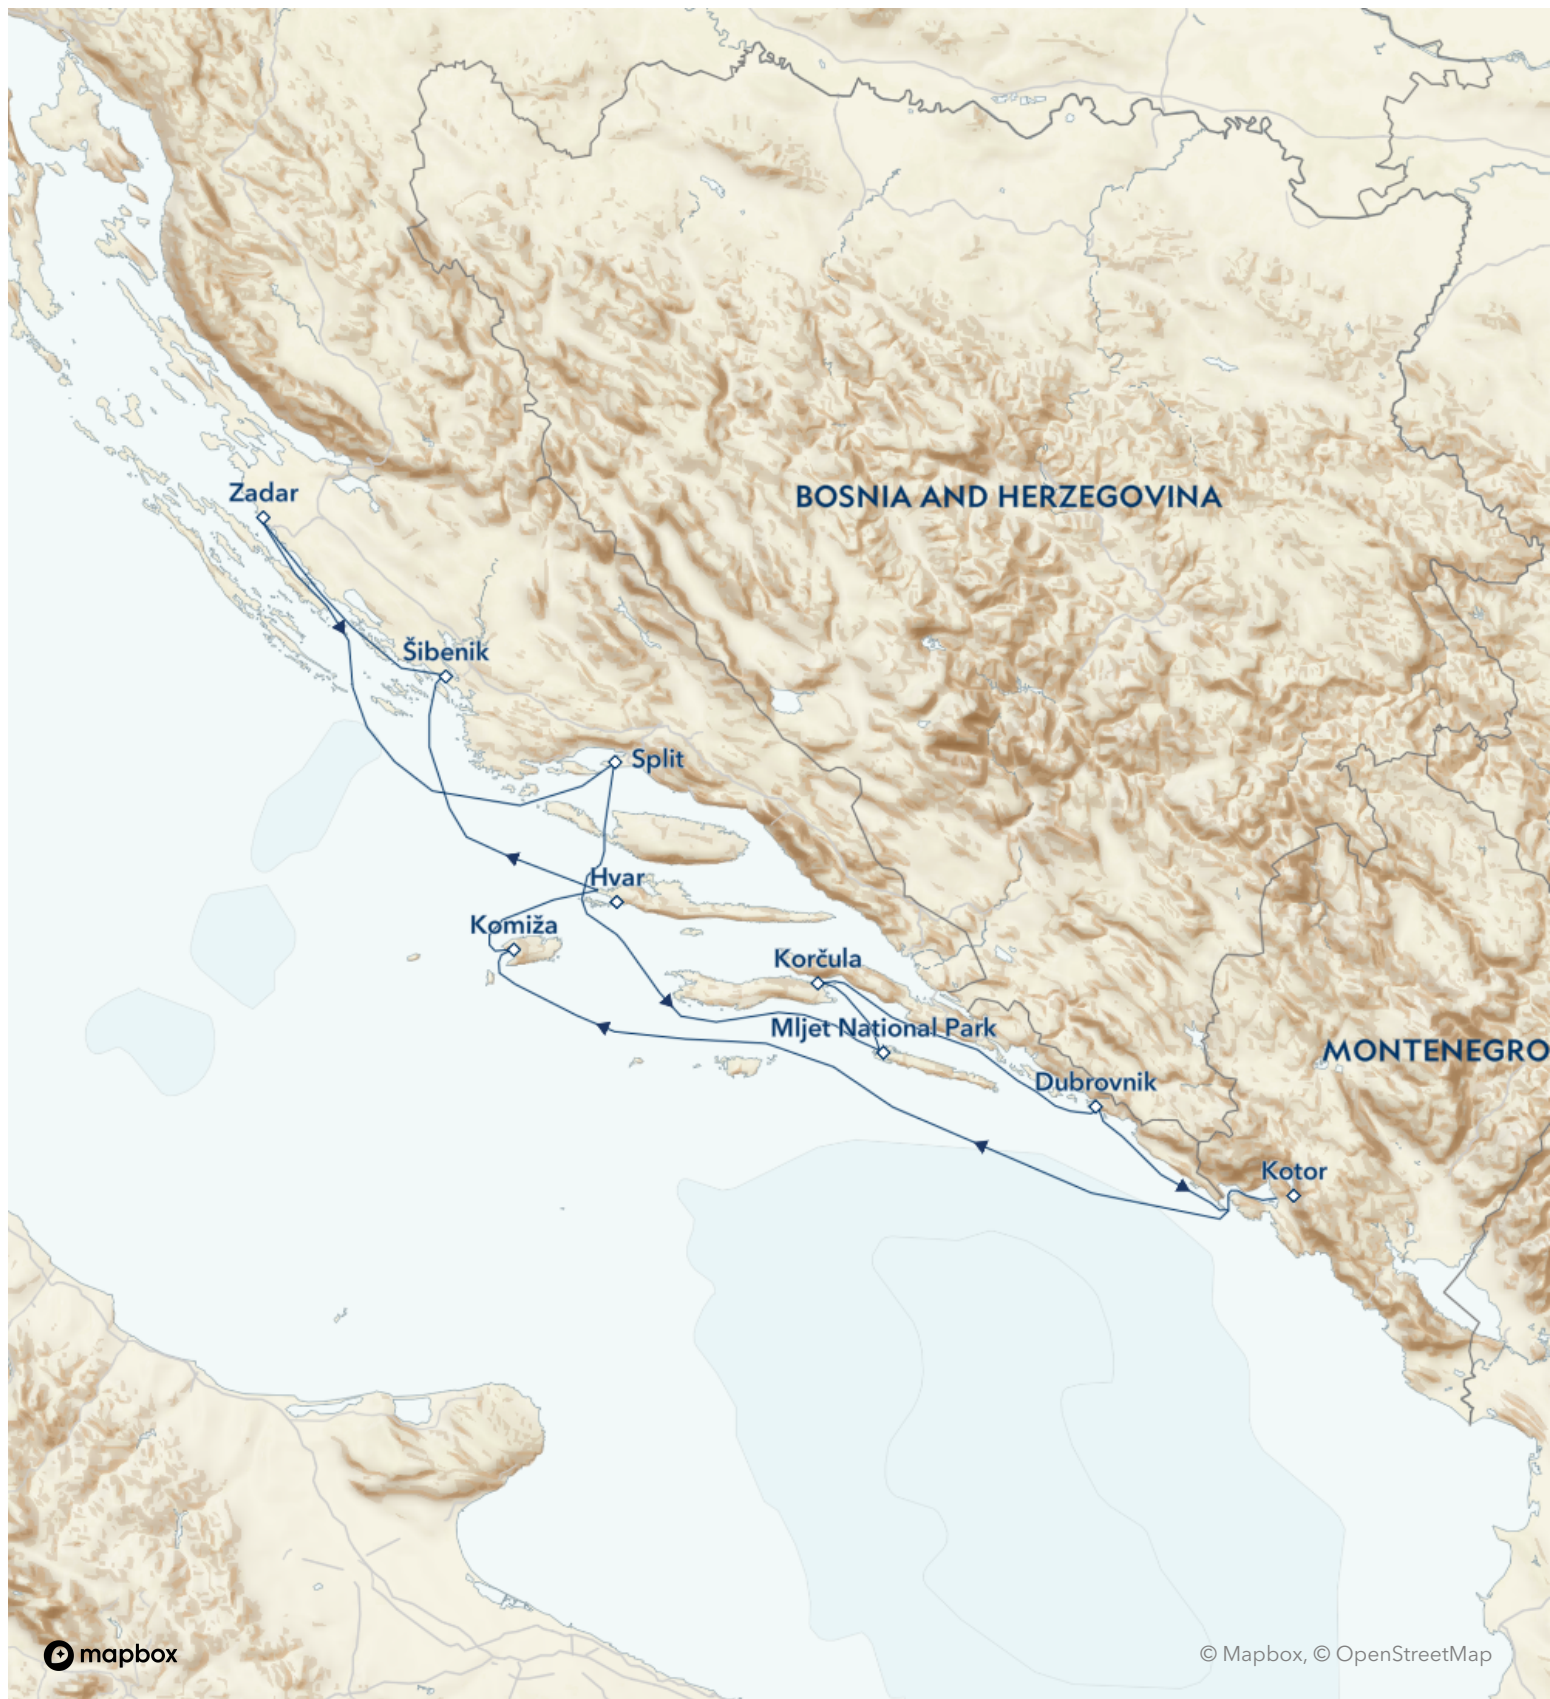 Zadar
BOSNIA AND HERZEGOVINA
Šibenik
Split
Hvar
Komiža
Korčula
Mljet National Park
MONTENEGRO
Dubrovnik
Kotor
mapbox
© Mapbox, © OpenStreetMap